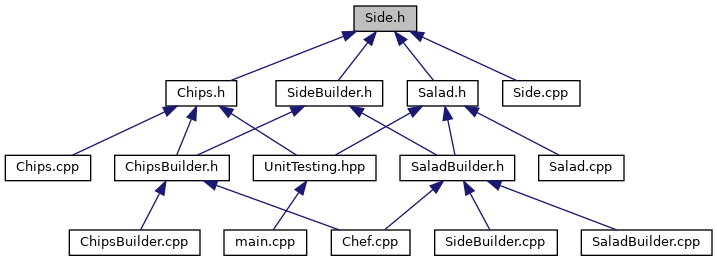 Side.h
Chips.h
SideBuilder.h
Salad.h
Side.cpp
Chips.cpp
ChipsBuilder.h
UnitTesting.hpp
SaladBuilder.h
Salad.cpp
ChipsBuilder.cpp
main.cpp
Chef.cpp
SideBuilder.cpp
SaladBuilder.cpp